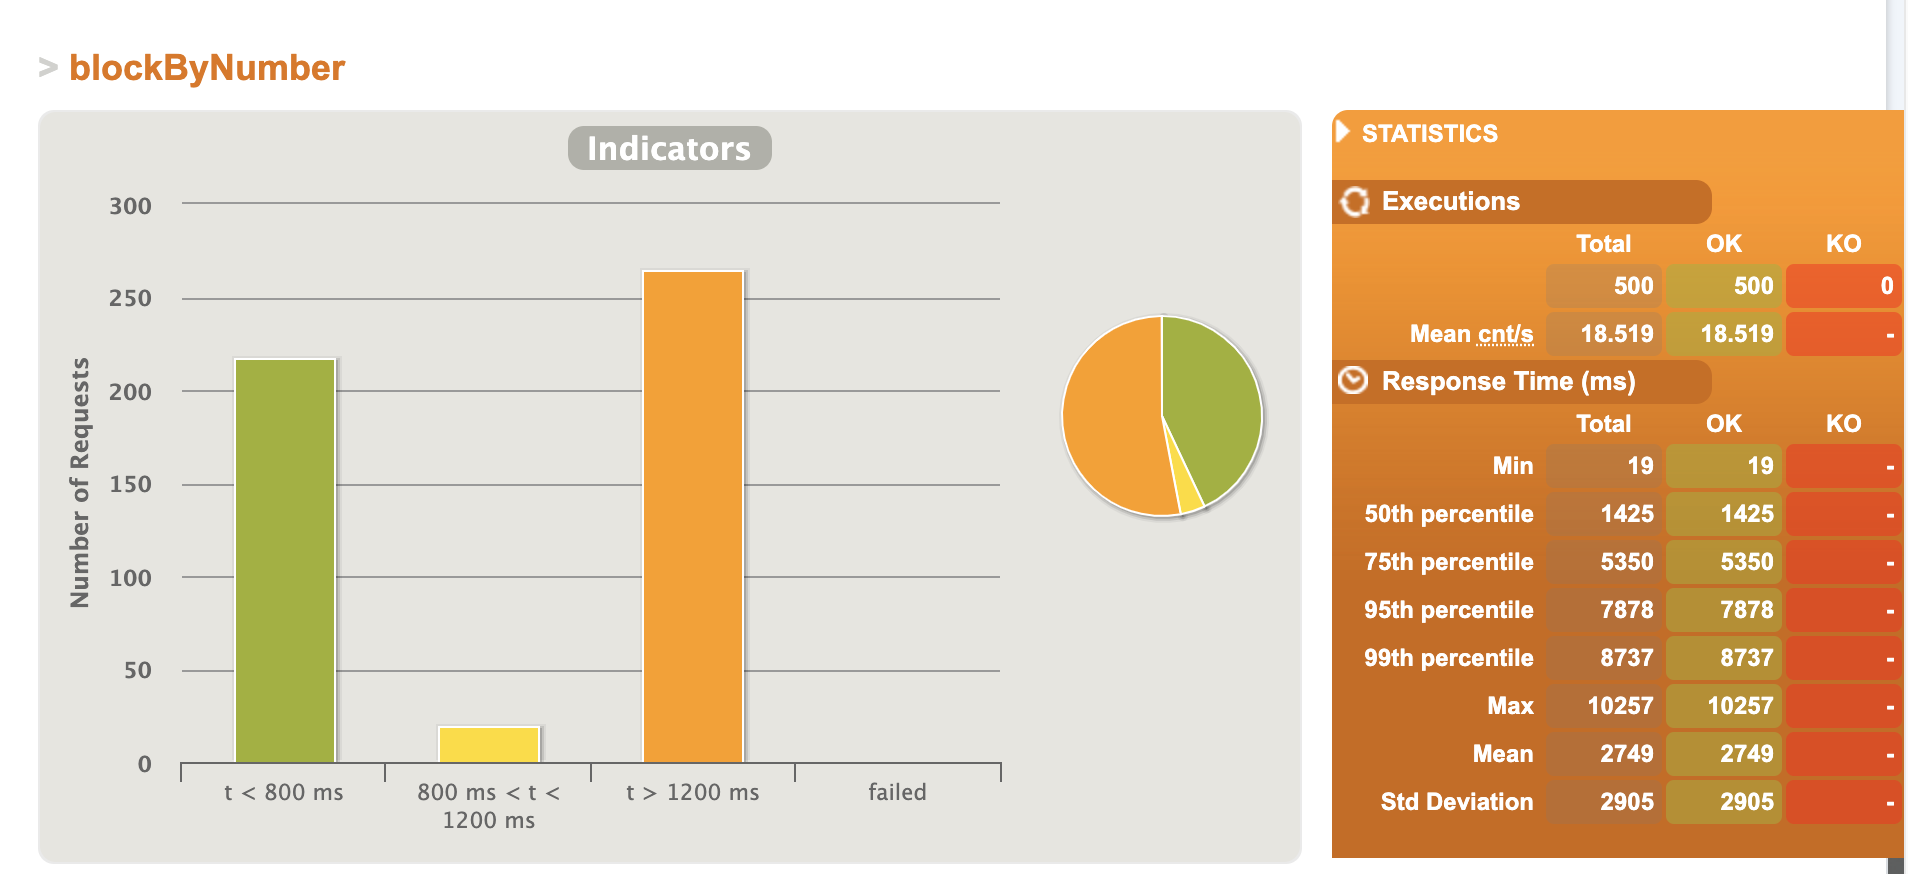 > blockByNumber
Indicators
Number of Requests
300
250
200
150
100
50
0
t < 800 ms
800 ms < t <
1200 ms
t > 1200 ms
failed
STATISTICS
Executions
Total OK KO
500 500 0
Mean cnt/s 18.519 18.519 -
Response Time (ms)
Total OK KO
Min 19 19 -
50th percentile 1425 1425 -
75th percentile 5350 5350 -
95th percentile 7878 7878 -
99th percentile 8737 8737 -
Max 10257 10257 -
Mean 2749 2749 -
Std Deviation 2905 2905 -